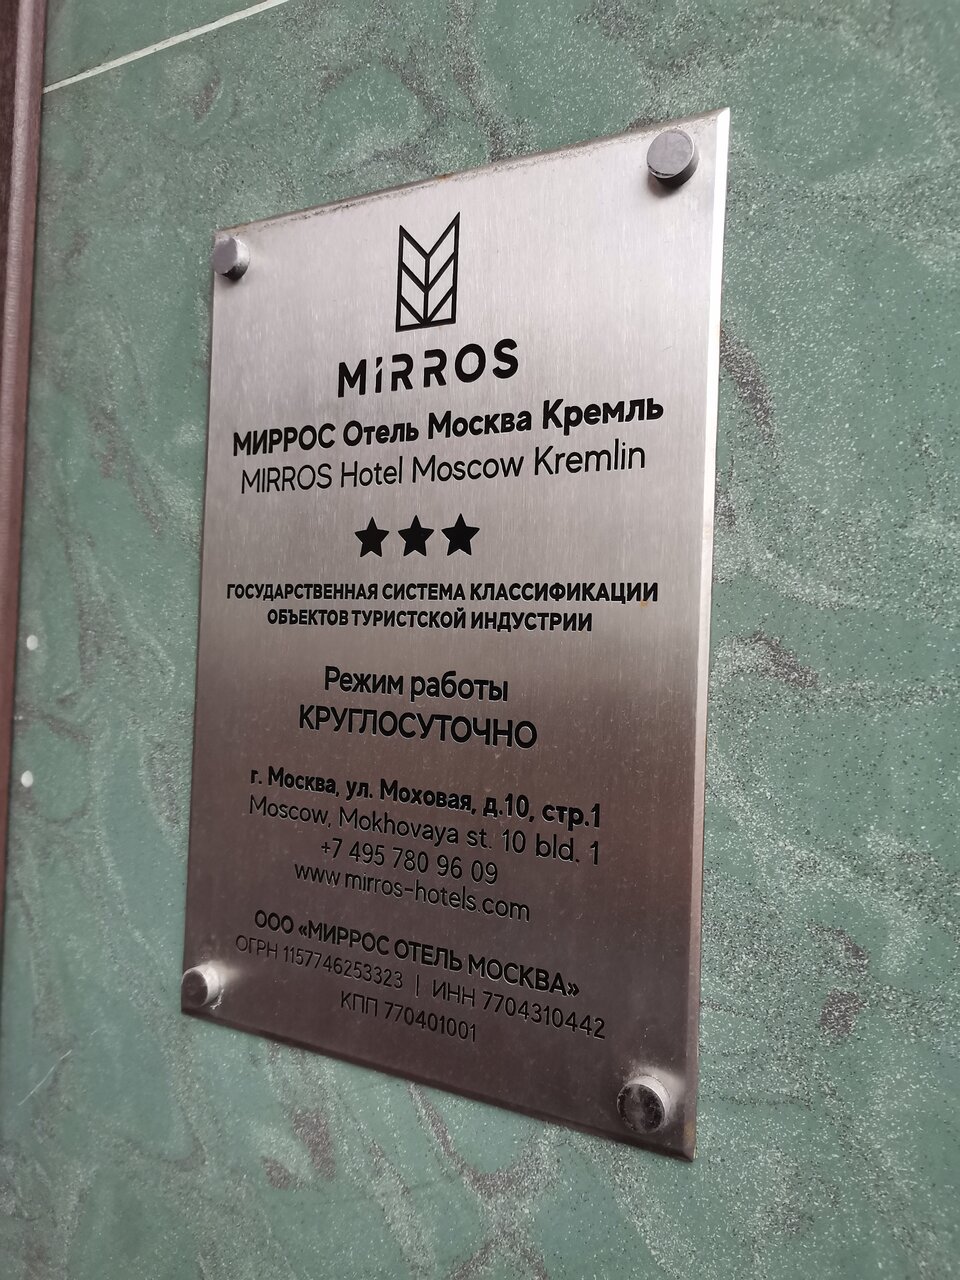 MiRROS
МИРРОС Отель Москва Кремль
MIRROS Hotel Moscow Kremlin
ГОСУДАРСТВЕННАЯ СИСТЕМА КЛАССИФИКАЦИИ
ОБЪЕКТОВ ТУРИСТСКОЙ ИНДУСТРИИ
Режим работы
КРУГЛОСУТОЧНО
г. Москва, ул. Моховая, д.10, стр.1
Moscow, Mokhovaya st. 10 bld. 1
+7 495 780 96 09
www.mirros-hotels.com
ООО «МИРРОС ОТЕЛЬ МОСКВА»
ОГРН 1157746253323 | ИНН 7704310442
КПП 770401001